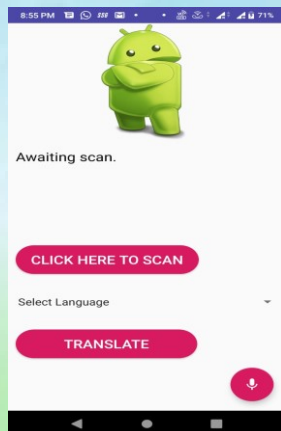 8:55 PM 71%
Awaiting scan.
CLICK HERE TO SCAN
Select Language
TRANSLATE